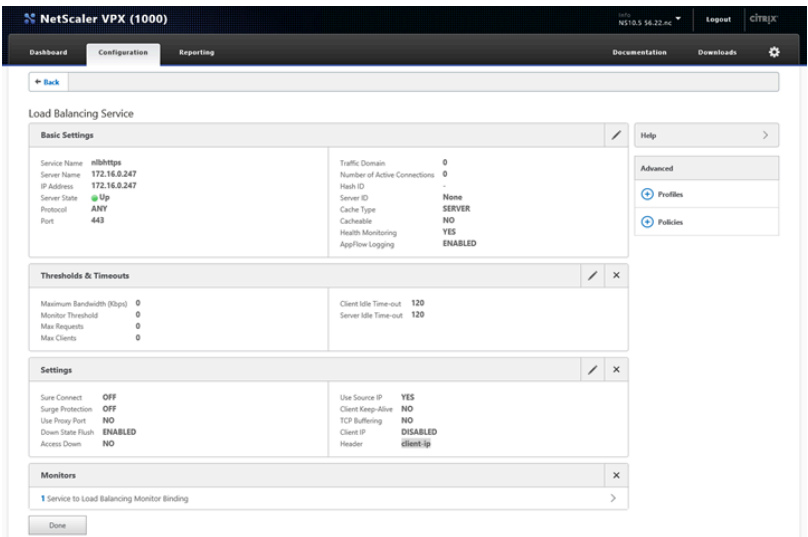 NetScaler VPX (1000)
Info
NS10.5 56.22.nc
Logout
CITRIX
Dashboard
Configuration
Reporting
Documentation
Downloads
Back
Load Balancing Service
Basic Settings
Service Name nlbhttps
Server Name 172.16.0.247
IP Address 172.16.0.247
Server State Up
Protocol ANY
Port 443
Traffic Domain 0
Number of Active Connections 0
Hash ID -
Server ID None
Cache Type SERVER
Cacheable NO
Health Monitoring YES
AppFlow Logging ENABLED
Help
Advanced
Profiles
Policies
Thresholds & Timeouts
Maximum Bandwidth (Kbps) 0
Monitor Threshold 0
Max Requests 0
Max Clients 0
Client Idle Time-out 120
Server Idle Time-out 120
Settings
Sure Connect OFF
Surge Protection OFF
Use Proxy Port NO
Down State Flush ENABLED
Access Down NO
Use Source IP YES
Client Keep-Alive NO
TCP Buffering NO
Client IP DISABLED
Header client-ip
Monitors
1 Service to Load Balancing Monitor Binding
Done